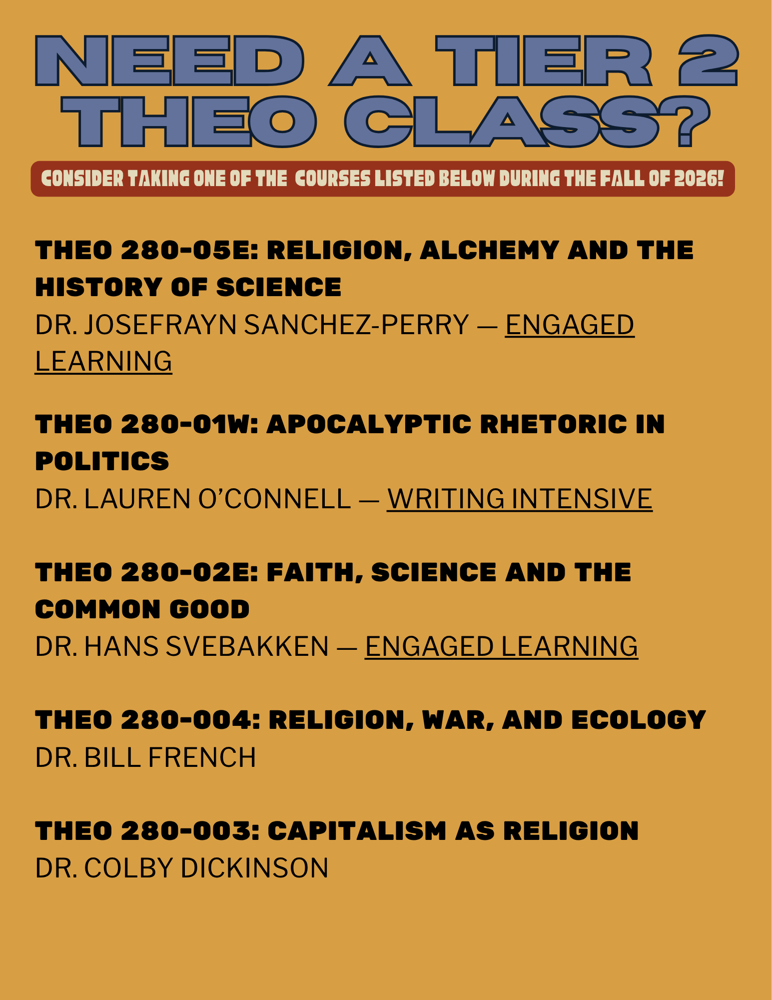 NEED A TIER 2
THEO CLASS?
CONSIDER TAKING ONE OF THE COURSES LISTED BELOW DURING THE FALL OF 2026!
THEO 280-05E: RELIGION, ALCHEMY AND THE
HISTORY OF SCIENCE
DR. JOSEFRAYN SANCHEZ-PERRY — ENGAGED
LEARNING
THEO 280-01W: APOCALYPTIC RHETORIC IN
POLITICS
DR. LAUREN O’CONNELL — WRITING INTENSIVE
THEO 280-02E: FAITH, SCIENCE AND THE
COMMON GOOD
DR. HANS SVEBAKKEN — ENGAGED LEARNING
THEO 280-004: RELIGION, WAR, AND ECOLOGY
DR. BILL FRENCH
THEO 280-003: CAPITALISM AS RELIGION
DR. COLBY DICKINSON